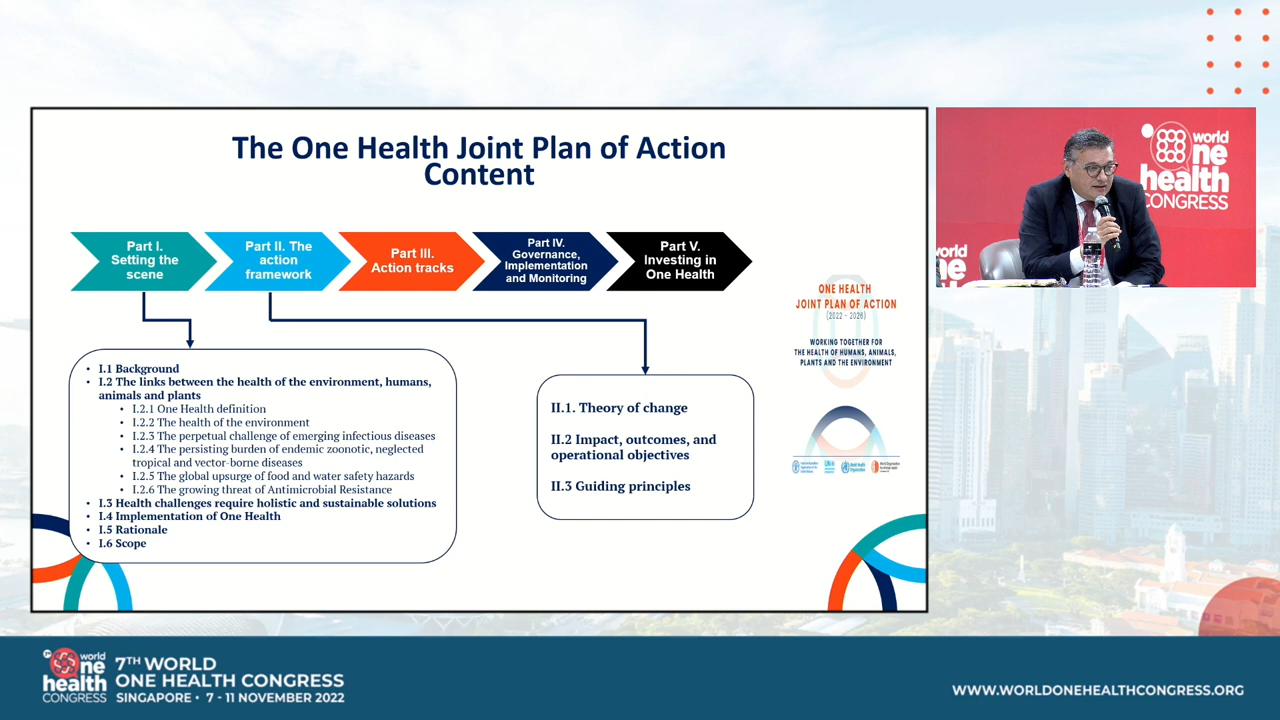 The One Health Joint Plan of Action
Content
Part I.
Setting the
scene
Part II. The
action
framework
Part III.
Action tracks
Part IV.
Governance,
Implementation
and Monitoring
Part V.
Investing in
One Health
• I.1 Background
• I.2 The links between the health of the environment, humans,
animals and plants
• I.2.1 One Health definition
• I.2.2 The health of the environment
• I.2.3 The perpetual challenge of emerging infectious diseases
• I.2.4 The persisting burden of endemic zoonotic, neglected
tropical and vector-borne diseases
• I.2.5 The global upsurge of food and water safety hazards
• I.2.6 The growing threat of Antimicrobial Resistance
• I.3 Health challenges require holistic and sustainable solutions
• I.4 Implementation of One Health
• I.5 Rationale
• I.6 Scope
II.1. Theory of change
II.2 Impact, outcomes, and
operational objectives
II.3 Guiding principles
ONE HEALTH
JOINT PLAN OF ACTION
(2022 - 2026)
WORKING TOGETHER FOR
THE HEALTH OF HUMANS, ANIMALS,
PLANTS AND THE ENVIRONMENT
world
One
health
CONGRESS
world
ne
world
One
health
CONGRESS
7TH WORLD
ONE HEALTH CONGRESS
SINGAPORE • 7 - 11 NOVEMBER 2022
WWW.WORLDONEHEALTHCONGRESS.ORG